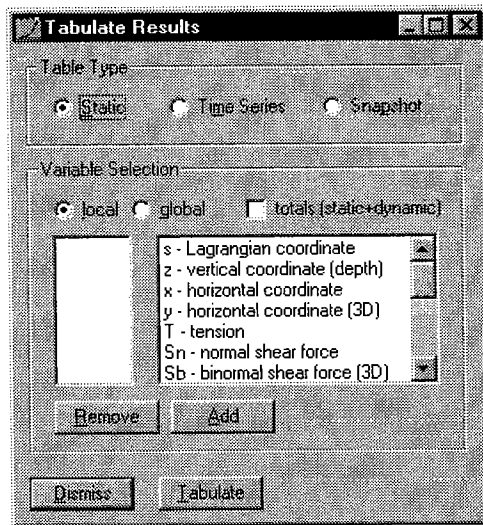 Tabulate Results
Table Type
Static Time Series Snapshot
Variable Selection
local global totals (static+dynamic)
s - Lagrangian coordinate
z - vertical coordinate (depth)
x - horizontal coordinate
y - horizontal coordinate (3D)
T - tension
Sn - normal shear force
Sb - binormal shear force (3D)
Remove Add
Dismiss Tabulate